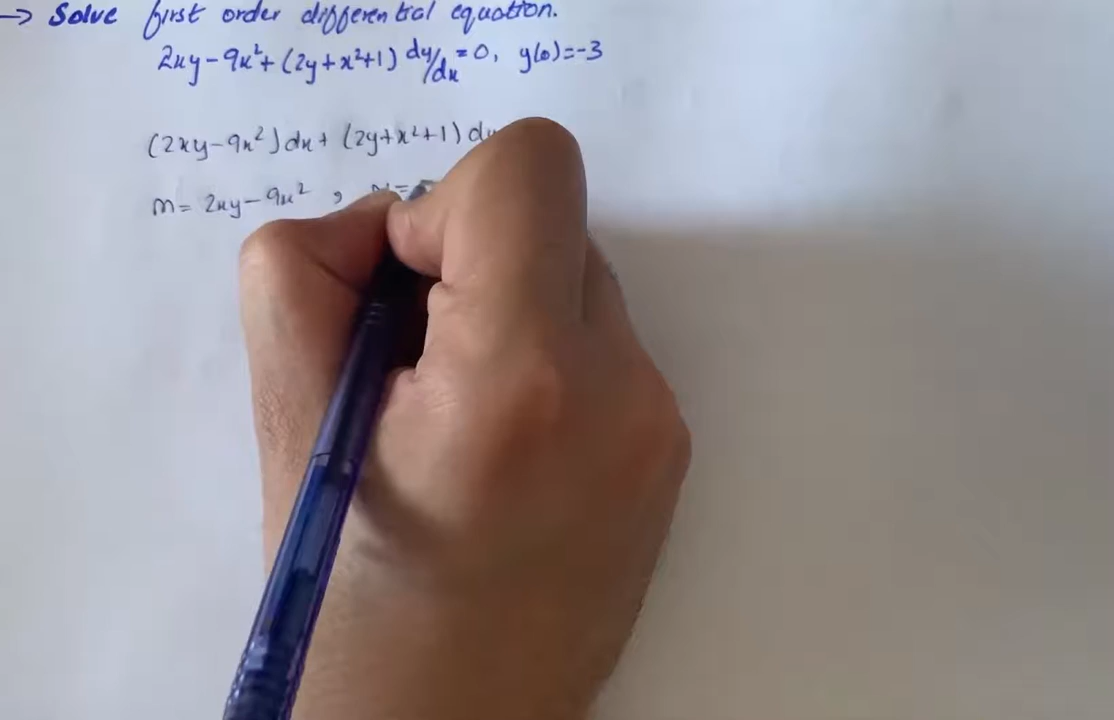 → Solve first order differential equation.
2xy - 9x² + (2y + x² + 1) dy/dx = 0, y(0) = -3
(2xy - 9x²) dx + (2y + x² + 1)
M = 2xy - 9x² , N =